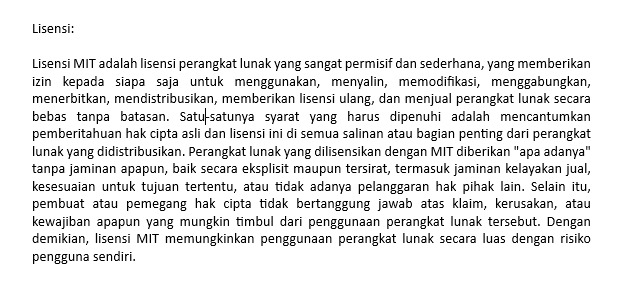 Lisensi:
Lisensi MIT adalah lisensi perangkat lunak yang sangat permisif dan sederhana, yang memberikan
izin kepada siapa saja untuk menggunakan, menyalin, memodifikasi, menggabungkan,
menerbitkan, mendistribusikan, memberikan lisensi ulang, dan menjual perangkat lunak secara
bebas tanpa batasan. Satu-satunya syarat yang harus dipenuhi adalah mencantumkan
pemberitahuan hak cipta asli dan lisensi ini di semua salinan atau bagian penting dari perangkat
lunak yang didistribusikan. Perangkat lunak yang dilisensikan dengan MIT diberikan "apa adanya"
tanpa jaminan apapun, baik secara eksplisit maupun tersirat, termasuk jaminan kelayakan jual,
kesesuaian untuk tujuan tertentu, atau tidak adanya pelanggaran hak pihak lain. Selain itu,
pembuat atau pemegang hak cipta tidak bertanggung jawab atas klaim, kerusakan, atau
kewajiban apapun yang mungkin timbul dari penggunaan perangkat lunak tersebut. Dengan
demikian, lisensi MIT memungkinkan penggunaan perangkat lunak secara luas dengan risiko
pengguna sendiri.